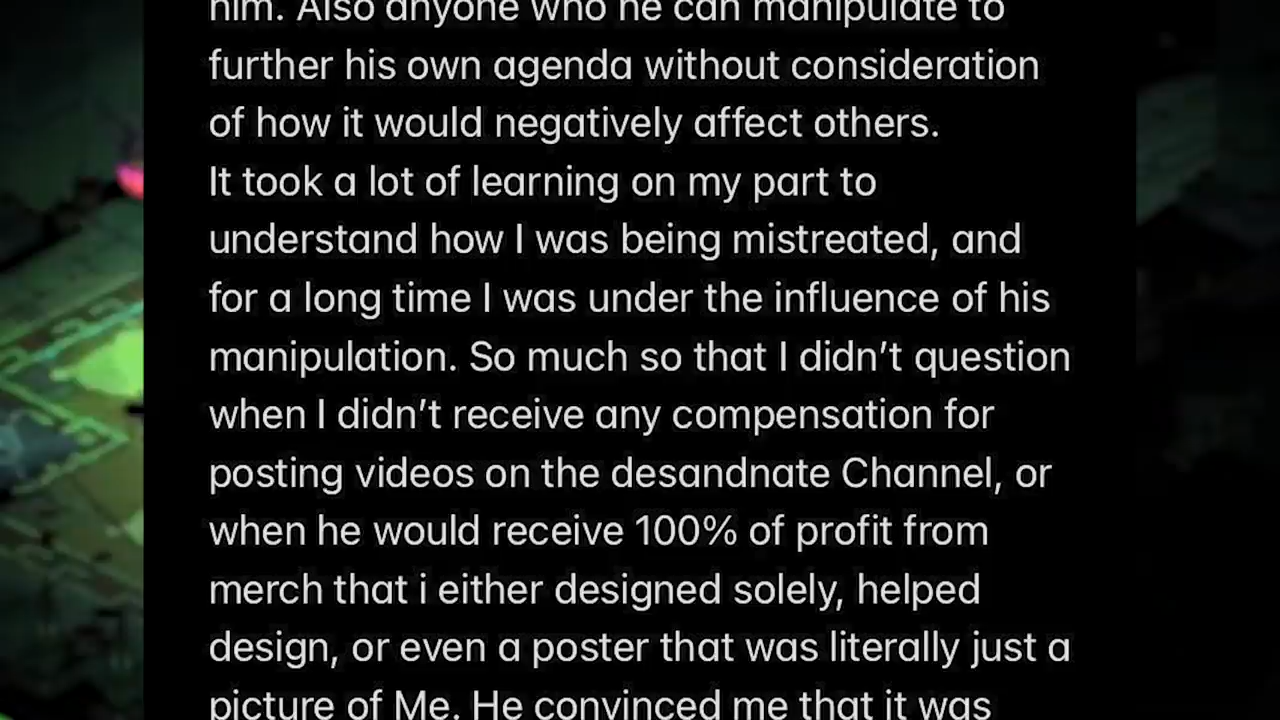 him. Also anyone who he can manipulate to
further his own agenda without consideration
of how it would negatively affect others.
It took a lot of learning on my part to
understand how I was being mistreated, and
for a long time I was under the influence of his
manipulation. So much so that I didn’t question
when I didn’t receive any compensation for
posting videos on the desandnate Channel, or
when he would receive 100% of profit from
merch that i either designed solely, helped
design, or even a poster that was literally just a
picture of Me. He convinced me that it was